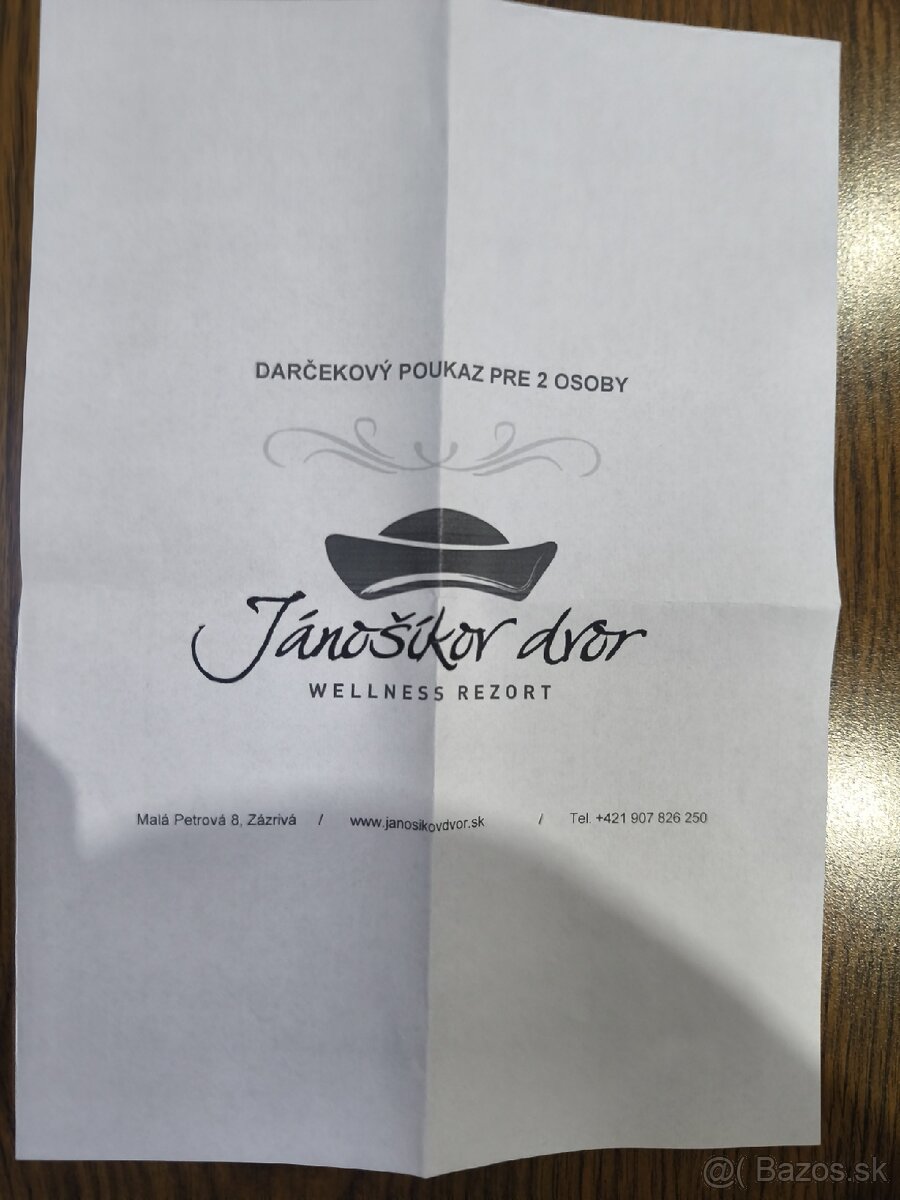 DARČEKOVÝ POUKAZ PRE 2 OSOBY
Jánošíkov dvor
WELLNESS REZORT
Malá Petrová 8, Zázrivá / www.janosikovdvor.sk / Tel. +421 907 826 250
@( Bazos.sk